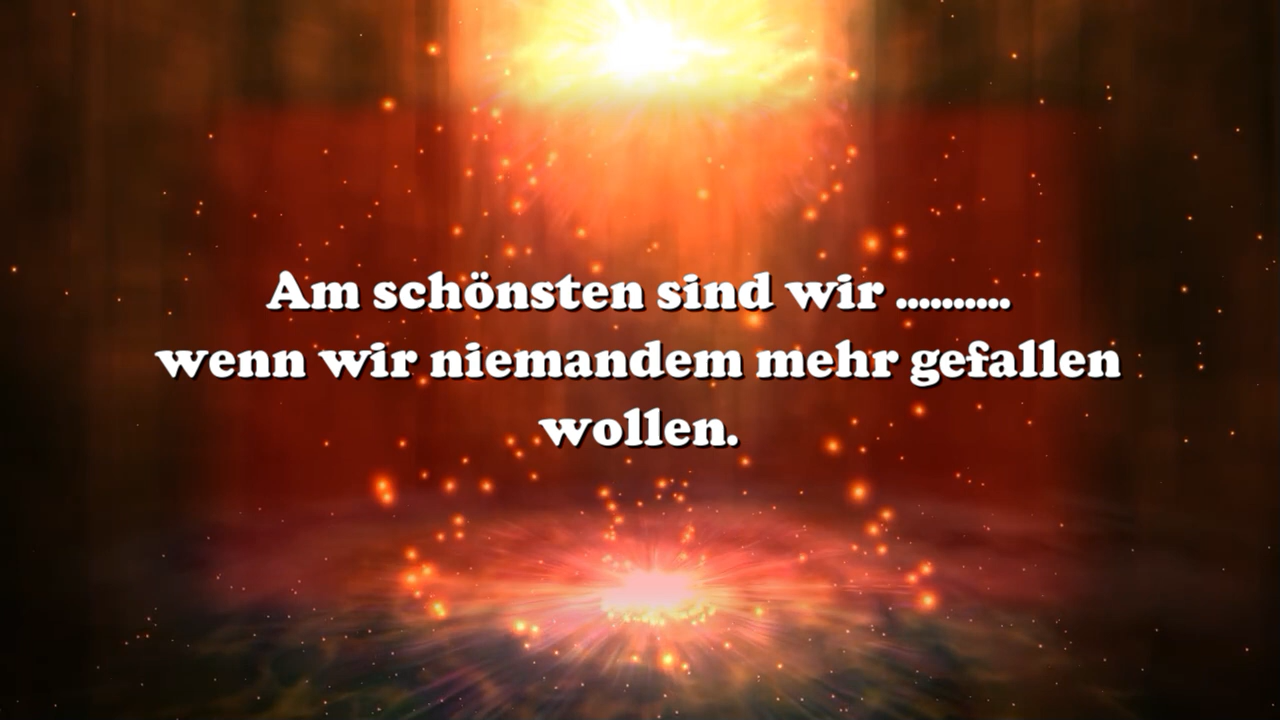 Am schönsten sind wir ..........
wenn wir niemandem mehr gefallen
wollen.